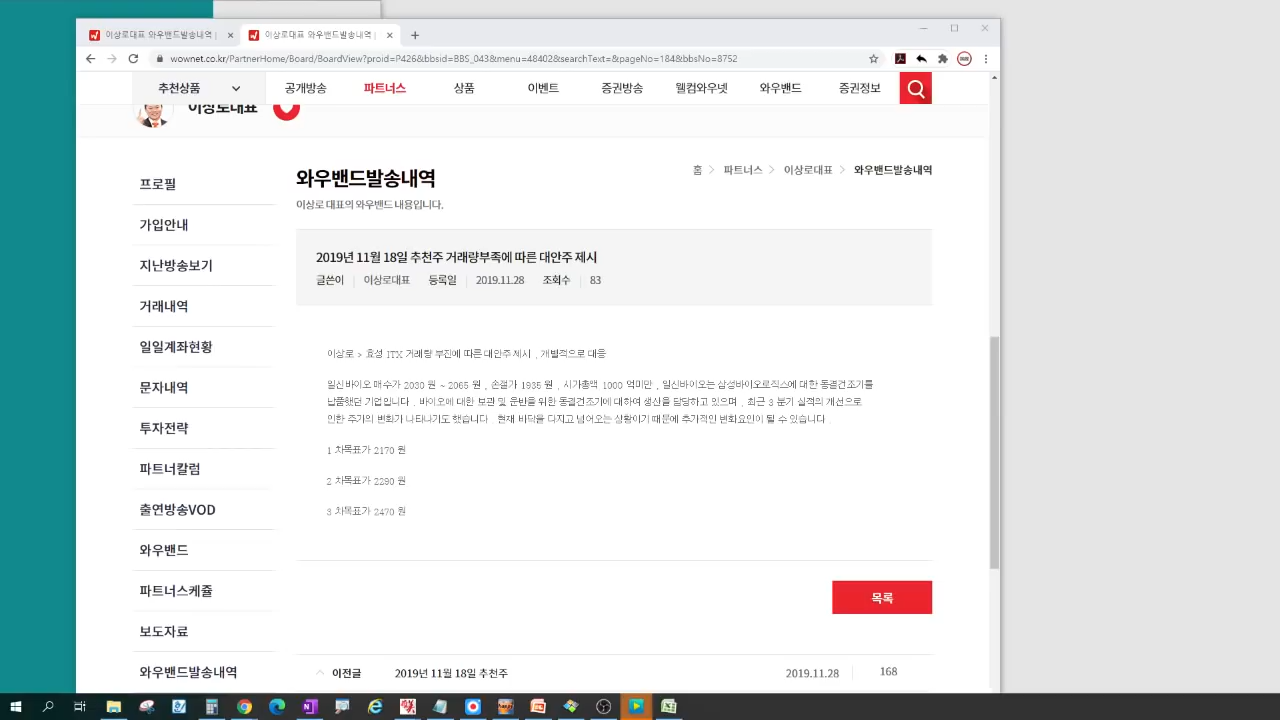 이상로대표 와우밴드발송내역 |
이상로대표 와우밴드발송내역 |
wownet.co.kr/PartnerHome/Board/BoardView?proid=P426&bbsid=BBS_043&menu=48402&searchText=&pageNo=184&bbsNo=8752
추천상품 공개방송 파트너스 상품 이벤트 증권방송 웰컴와우넷 와우밴드 증권정보
이상로대표
홈 > 파트너스 > 이상로대표 > 와우밴드발송내역
와우밴드발송내역
이상로 대표의 와우밴드 내용입니다.
프로필
가입안내
지난방송보기
거래내역
일일계좌현황
문자내역
투자전략
파트너칼럼
출연방송VOD
와우밴드
파트너스케쥴
보도자료
와우밴드발송내역
2019년 11월 18일 추천주 거래량부족에 따른 대안주 제시
글쓴이 | 이상로대표 등록일 | 2019.11.28 조회수 | 83
이상로 > 효성 ITX 거래량 부진에 따른 대안주 제시 , 개별적으로 대응
일신바이오 매수가 2030 원 ~ 2065 원 , 손절가 1935 원 . 시가총액 1000 억미만 , 일신바이오는 삼성바이오로직스에 대한 동결건조기를
납품했던 기업입니다 . 바이오에 대한 보관 및 운반을 위한 동결건조기에 대하여 생산을 담당하고 있으며 , 최근 3 분기 실적의 개선으로
인한 주가의 변화가 나타나기도 했습니다 . 현재 바닥을 다지고 넘어오는 상황이기 때문에 추가적인 변화요인이 될 수 있습니다 .
1 차목표가 2170 원
2 차목표가 2290 원
3 차목표가 2470 원
목록
이전글 2019년 11월 18일 추천주 2019.11.28 168